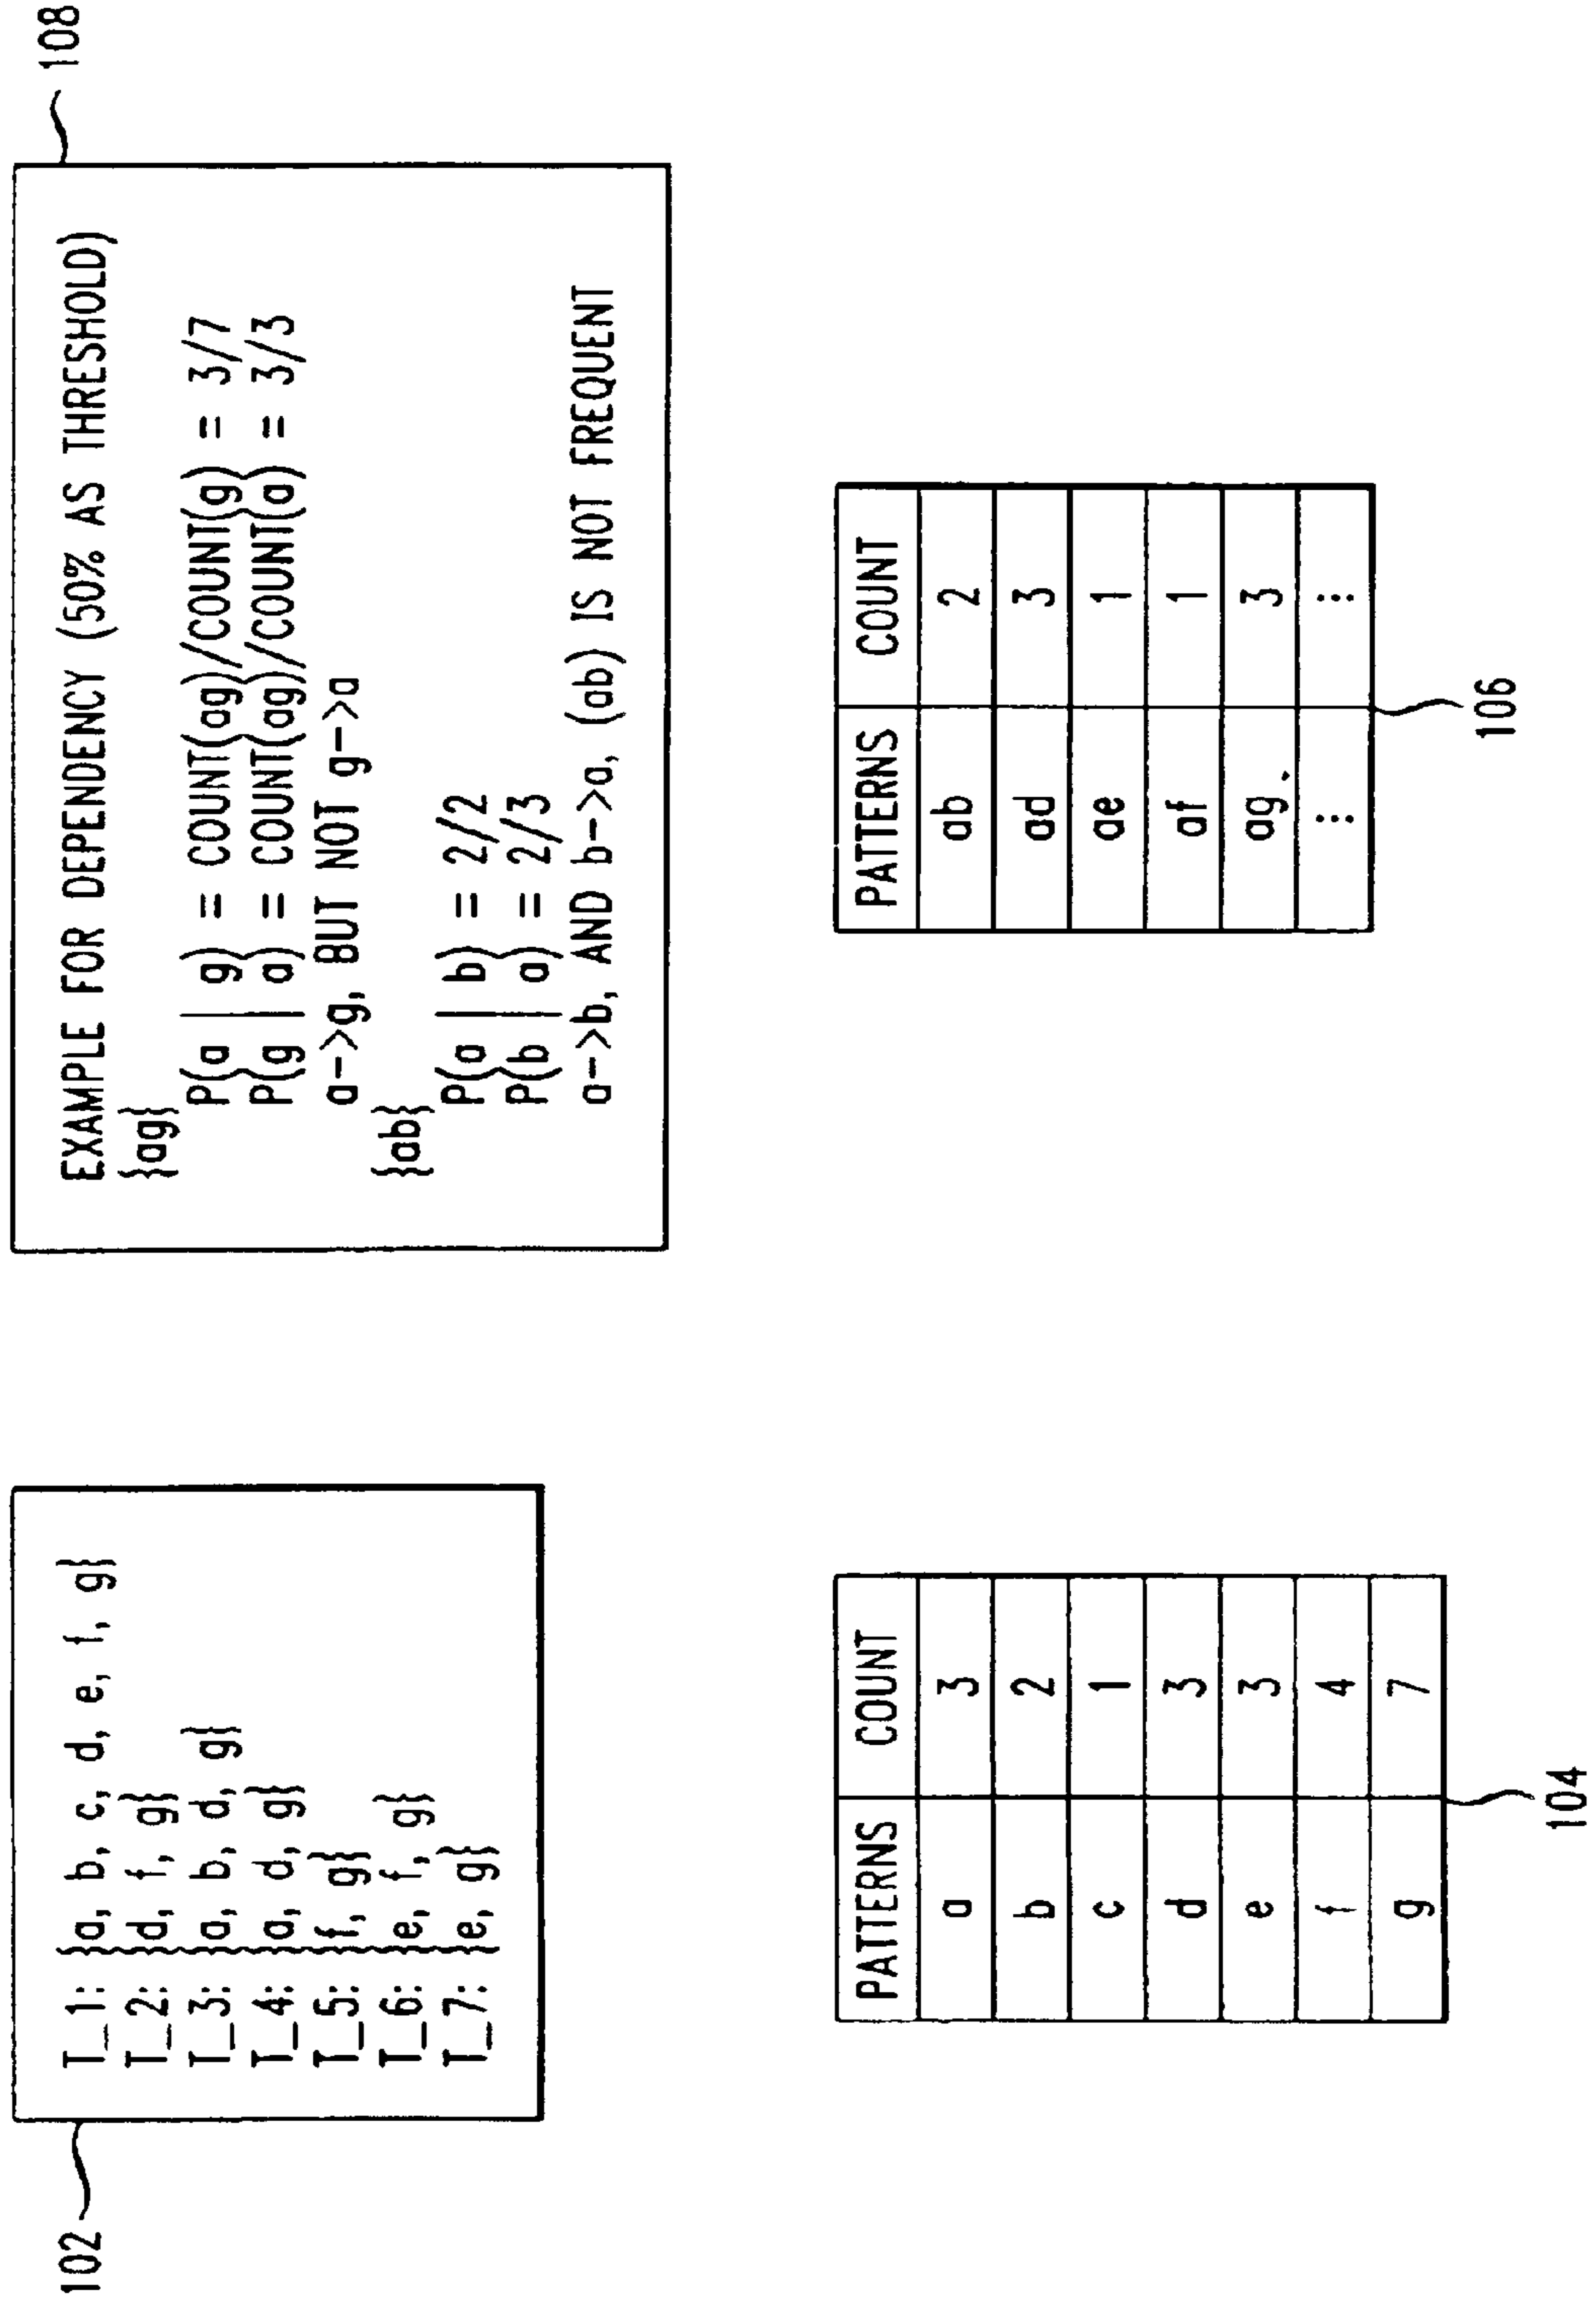 102
T_1: {a, b, c, d, e, f, g}
T_2: {d, f, g}
T_3: {a, b, d, g}
T_4: {a, d, g}
T_5: {f, g}
T_6: {e, f, g}
T_7: {e, g}
108
EXAMPLE FOR DEPENDENCY (50% AS THRESHOLD)
{ag}
P(a | g) = COUNT(ag)/COUNT(g) = 3/7
P(g | a) = COUNT(ag)/COUNT(a) = 3/3
a->g, BUT NOT g->a
{ab}
P(a | b) = 2/2
P(b | a) = 2/3
a->b, AND b->a, (ab) IS NOT FREQUENT
PATTERNS COUNT
a 3
b 2
c 1
d 3
e 3
f 4
g 7
104
PATTERNS COUNT
ab 2
ad 3
ae 1
af 1
ag 3
⋮ ⋮
106